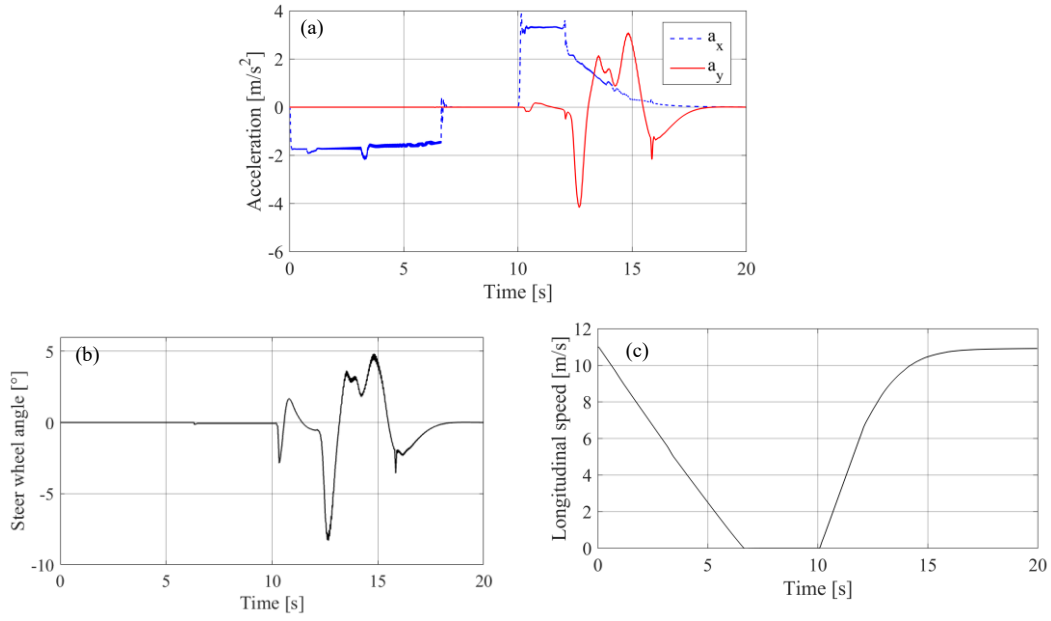 (a)
Acceleration [m/s²]
4
2
0
-2
-4
-6
a_x
a_y
0 5 10 15 20
Time [s]
(b)
Steer wheel angle [°]
5
0
-5
-10
0 5 10 15 20
Time [s]
(c)
Longitudinal speed [m/s]
12
10
8
6
4
2
0
0 5 10 15 20
Time [s]